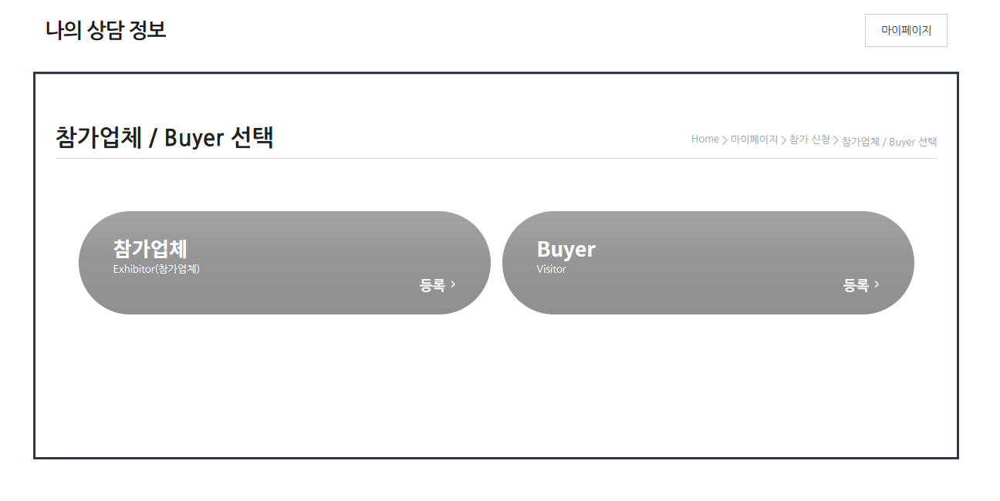 나의 상담 정보
마이페이지
참가업체 / Buyer 선택
Home > 마이페이지 > 참가 신청 > 참가업체 / Buyer 선택
참가업체
Exhibitor(참가업체)
등록 >
Buyer
Visitor
등록 >